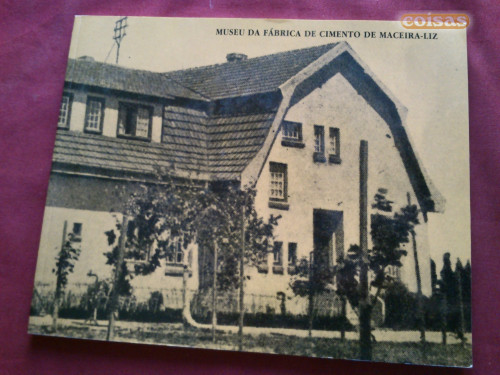 coisas
MUSEU DA FÁBRICA DE CIMENTO DE MACEIRA-LIZ